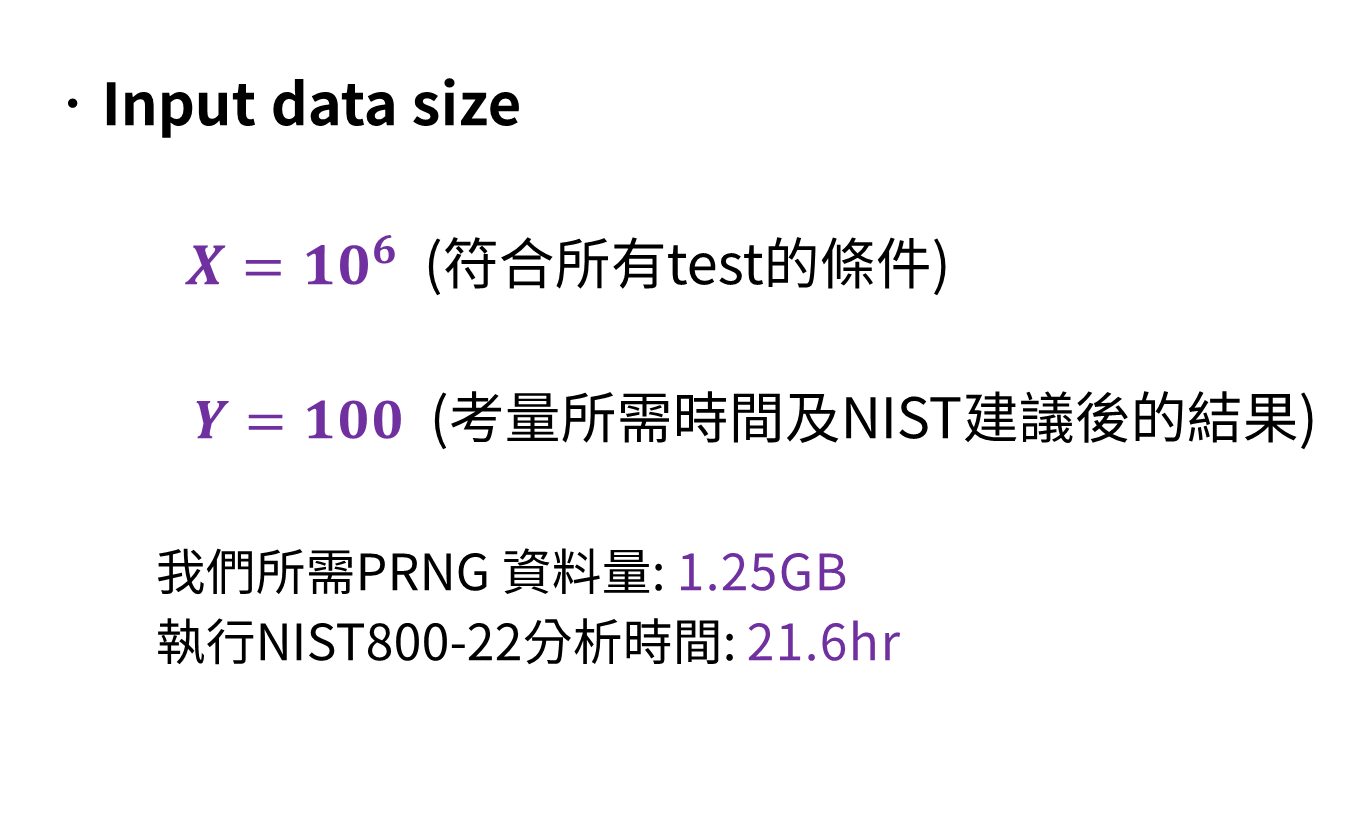 · Input data size
X = 10⁶ (符合所有test的條件)
Y = 100 (考量所需時間及NIST建議後的結果)
我們所需PRNG 資料量: 1.25GB
執行NIST800-22分析時間: 21.6hr